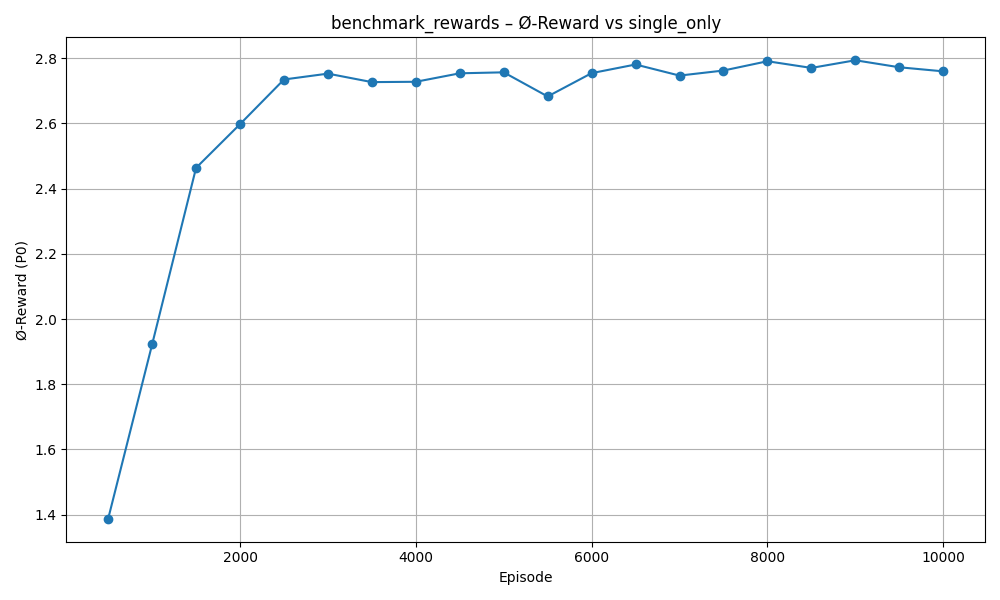 benchmark_rewards – Ø-Reward vs single_only
Ø-Reward (P0)
2.8
2.6
2.4
2.2
2.0
1.8
1.6
1.4
2000 4000 6000 8000 10000
Episode